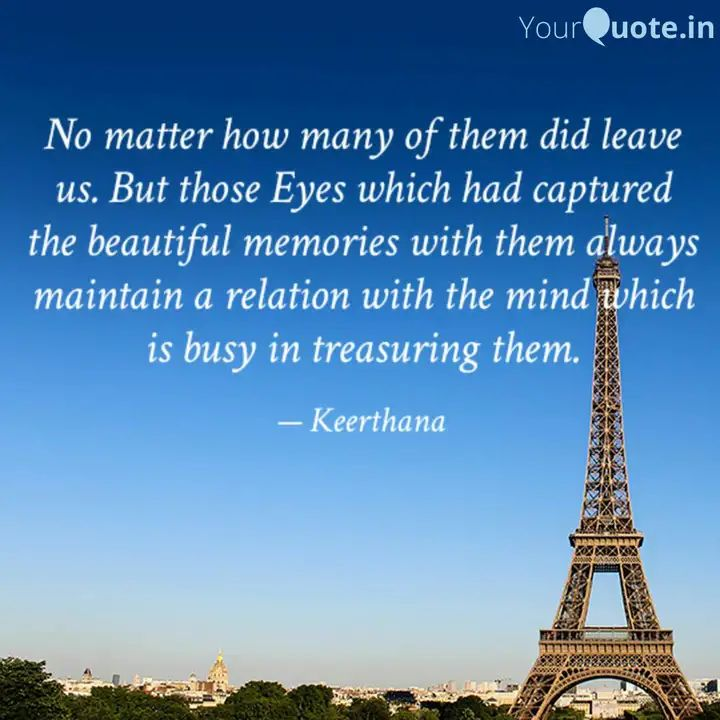 YourQuote.in
No matter how many of them did leave
us. But those Eyes which had captured
the beautiful memories with them always
maintain a relation with the mind which
is busy in treasuring them.
— Keerthana